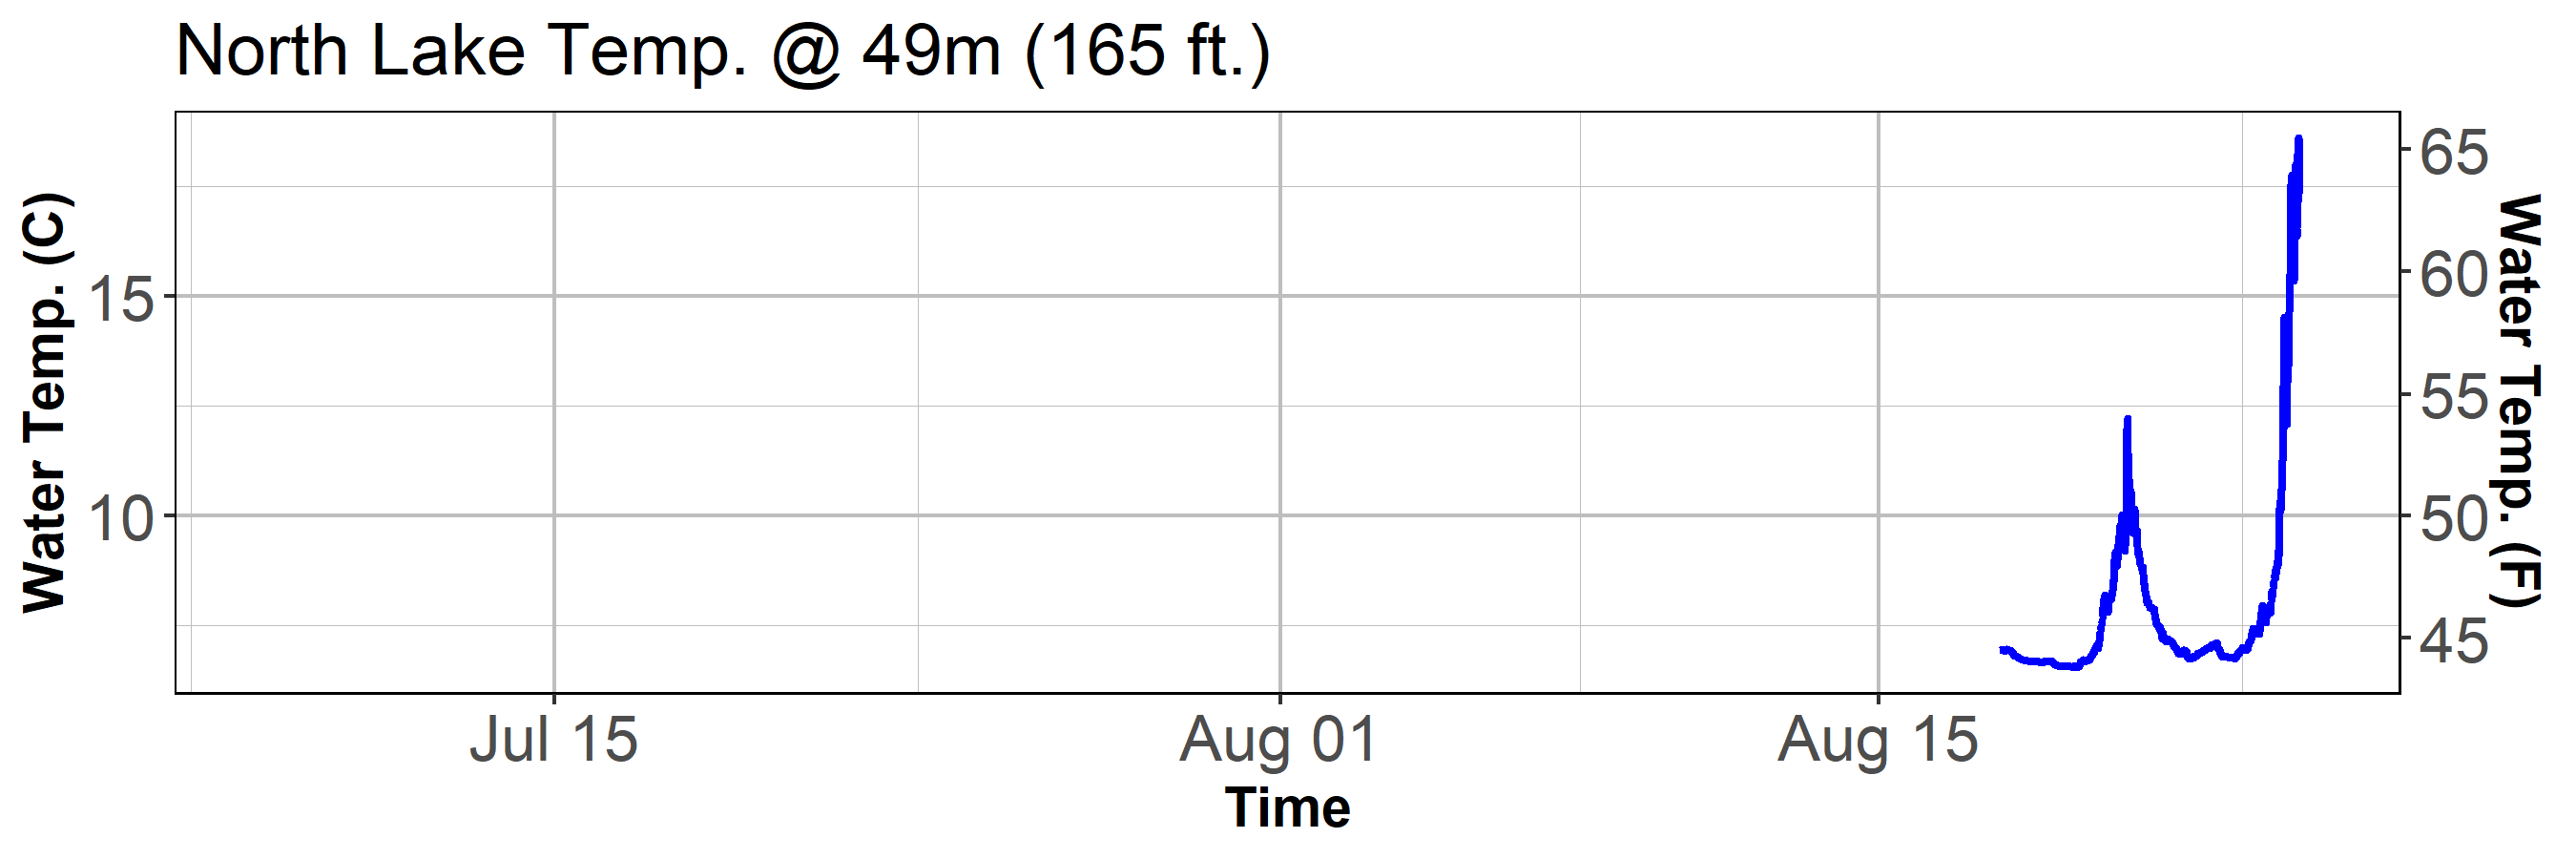 North Lake Temp. @ 49m (165 ft.)
Water Temp. (C)
15
10
65
60
55
50
45
Water Temp. (F)
Jul 15
Aug 01
Aug 15
Time